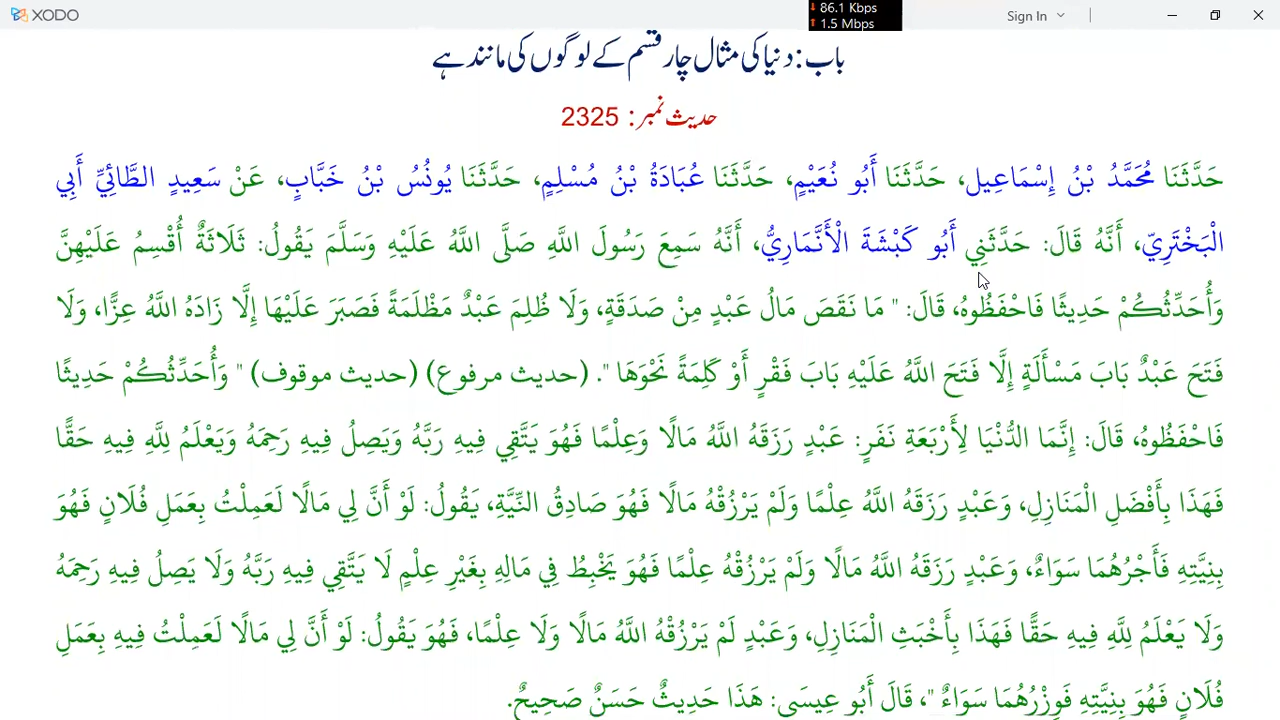 XODO
↓ 86.1 Kbps
↑ 1.5 Mbps
Sign In
باب: دنیا کی مثال چار قسم کے لوگوں کی مانند ہے
حدیث نمبر: 2325
حَدَّثَنَا مُحَمَّدُ بْنُ إِسْمَاعِيل، حَدَّثَنَا أَبُو نُعَيْمٍ، حَدَّثَنَا عُبَادَةُ بْنُ مُسْلِمٍ، حَدَّثَنَا يُونُسُ بْنُ خَبَّابٍ، عَنْ سَعِيدٍ الطَّائِيِّ أَبِي
الْبَخْتَرِيّ، أَنَّهُ قَالَ: حَدَّثَنِي أَبُو كَبْشَةَ الْأَنَّمَارِيُّ، أَنَّهُ سَمِعَ رَسُولَ اللَّهِ صَلَّى اللَّهُ عَلَيْهِ وَسَلَّمَ يَقُولُ: ثَلَاثَةٌ أُقْسِمُ عَلَيْهِنَّ
وَأُحَدِّثُكُمْ حَدِيثًا فَاحْفَظُوهُ، قَالَ: " مَا نَقَصَ مَالُ عَبْدٍ مِنْ صَدَقَةٍ، وَلَا ظُلِمَ عَبْدٌ مَظْلَمَةً فَصَبَرَ عَلَيْهَا إِلَّا زَادَهُ اللَّهُ عِزًّا، وَلَا
فَتَحَ عَبْدٌ بَابَ مَسْأَلَةٍ إِلَّا فَتَحَ اللَّهُ عَلَيْهِ بَابَ فَقْرٍ أَوْ كَلِمَةً نَحْوَهَا ". (حديث مرفوع) (حديث موقوف) " وَأُحَدِّثُكُمْ حَدِيثًا
فَاحْفَظُوهُ، قَالَ: إِنَّمَا الدُّنْيَا لِأَرْبَعَةِ نَفَرٍ: عَبْدٍ رَزَقَهُ اللَّهُ مَالًا وَعِلْمًا فَهُوَ يَتَّقِي فِيهِ رَبَّهُ وَيَصِلُ فِيهِ رَحِمَهُ وَيَعْلَمُ لِلَّهِ فِيهِ حَقًّا
فَهَذَا بِأَفْضَلِ الْمَنَازِلِ، وَعَبْدٍ رَزَقَهُ اللَّهُ عِلْمًا وَلَمْ يَرْزُقْهُ مَالًا فَهُوَ صَادِقُ النِّيَّةِ، يَقُولُ: لَوْ أَنَّ لِي مَالًا لَعَمِلْتُ بِعَمَلِ فُلَانٍ فَهُوَ
بِنِيَّتِهِ فَأَجْرُهُمَا سَوَاءٌ، وَعَبْدٍ رَزَقَهُ اللَّهُ مَالًا وَلَمْ يَرْزُقْهُ عِلْمًا فَهُوَ يَخْبِطُ فِي مَالِهِ بِغَيْرِ عِلْمٍ لَا يَتَّقِي فِيهِ رَبَّهُ وَلَا يَصِلُ فِيهِ رَحِمَهُ
وَلَا يَعْلَمُ لِلَّهِ فِيهِ حَقًّا فَهَذَا بِأَخْبَثِ الْمَنَازِلِ، وَعَبْدٍ لَمْ يَرْزُقْهُ اللَّهُ مَالًا وَلَا عِلْمًا، فَهُوَ يَقُولُ: لَوْ أَنَّ لِي مَالًا لَعَمِلْتُ فِيهِ بِعَمَلِ
فُلَانٍ فَهُوَ بِنِيَّتِهِ فَوِزْرُهُمَا سَوَاءٌ "، قَالَ أَبُو عِيسَى: هَذَا حَدِيثٌ حَسَنٌ صَحِيحٌ.